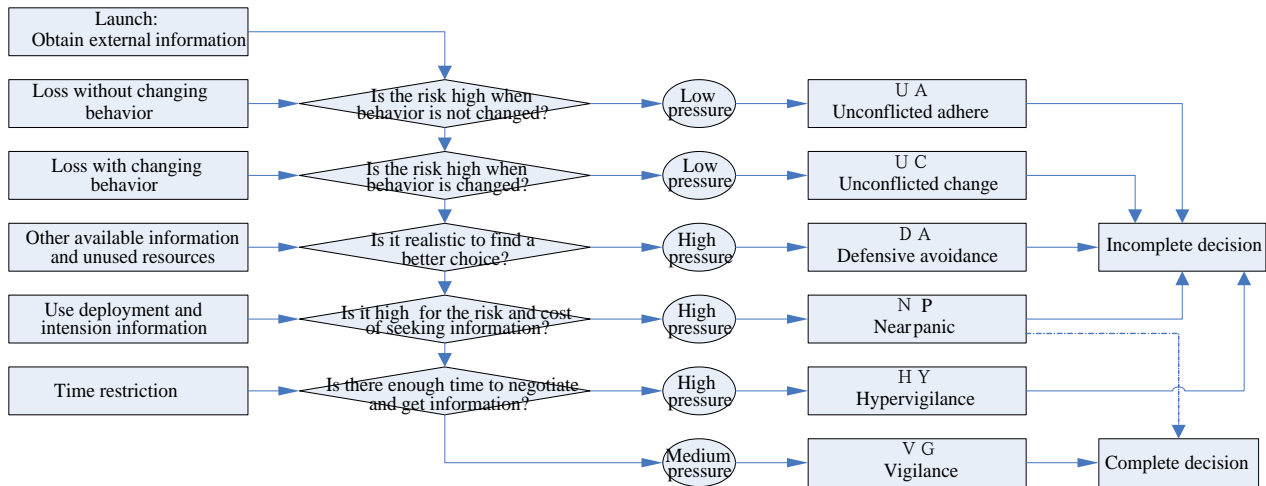 Launch:
Obtain external information
Loss without changing
behavior
Is the risk high when
behavior is not changed?
Low
pressure
U A
Unconflicted adhere
Loss with changing
behavior
Is the risk high when
behavior is changed?
Low
pressure
U C
Unconflicted change
Other available information
and unused resources
Is it realistic to find a
better choice?
High
pressure
D A
Defensive avoidance
Incomplete decision
Use deployment and
intension information
Is it high for the risk and cost
of seeking information?
High
pressure
N P
Near panic
Time restriction
Is there enough time to negotiate
and get information?
High
pressure
H Y
Hypervigilance
Medium
pressure
V G
Vigilance
Complete decision